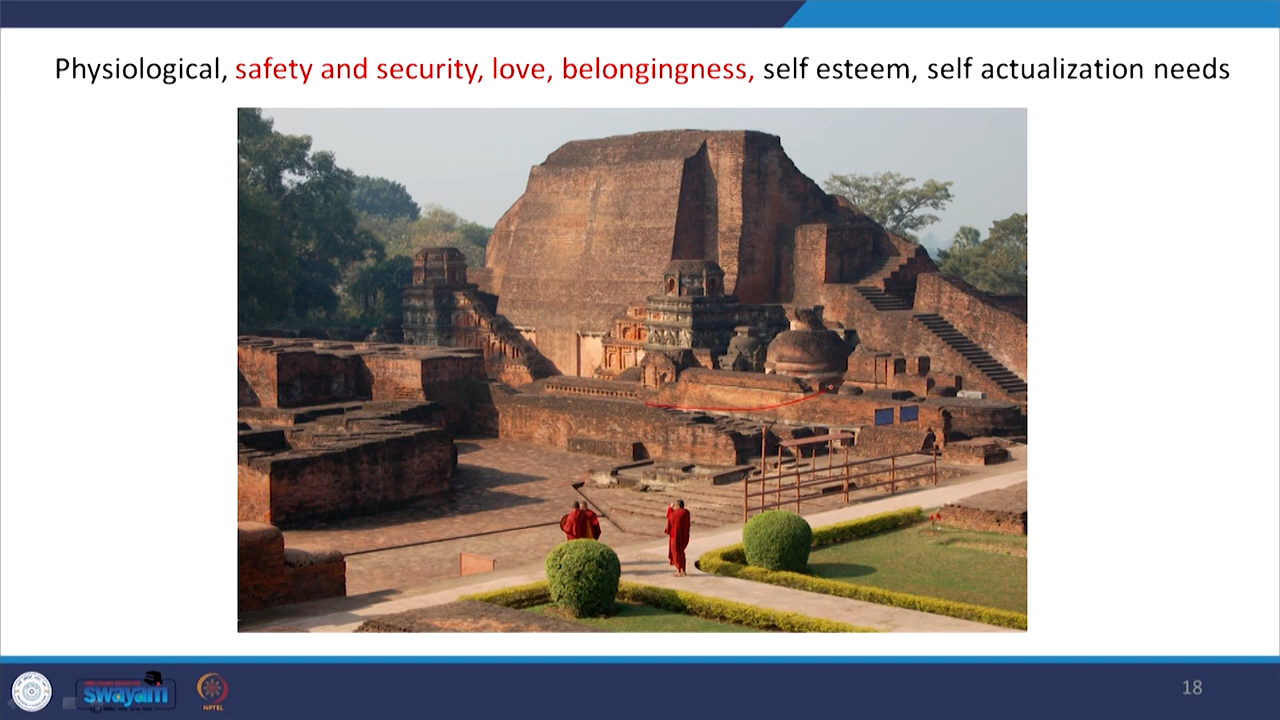 Physiological, safety and security, love, belongingness, self esteem, self actualization needs
swayam
NPTEL
18